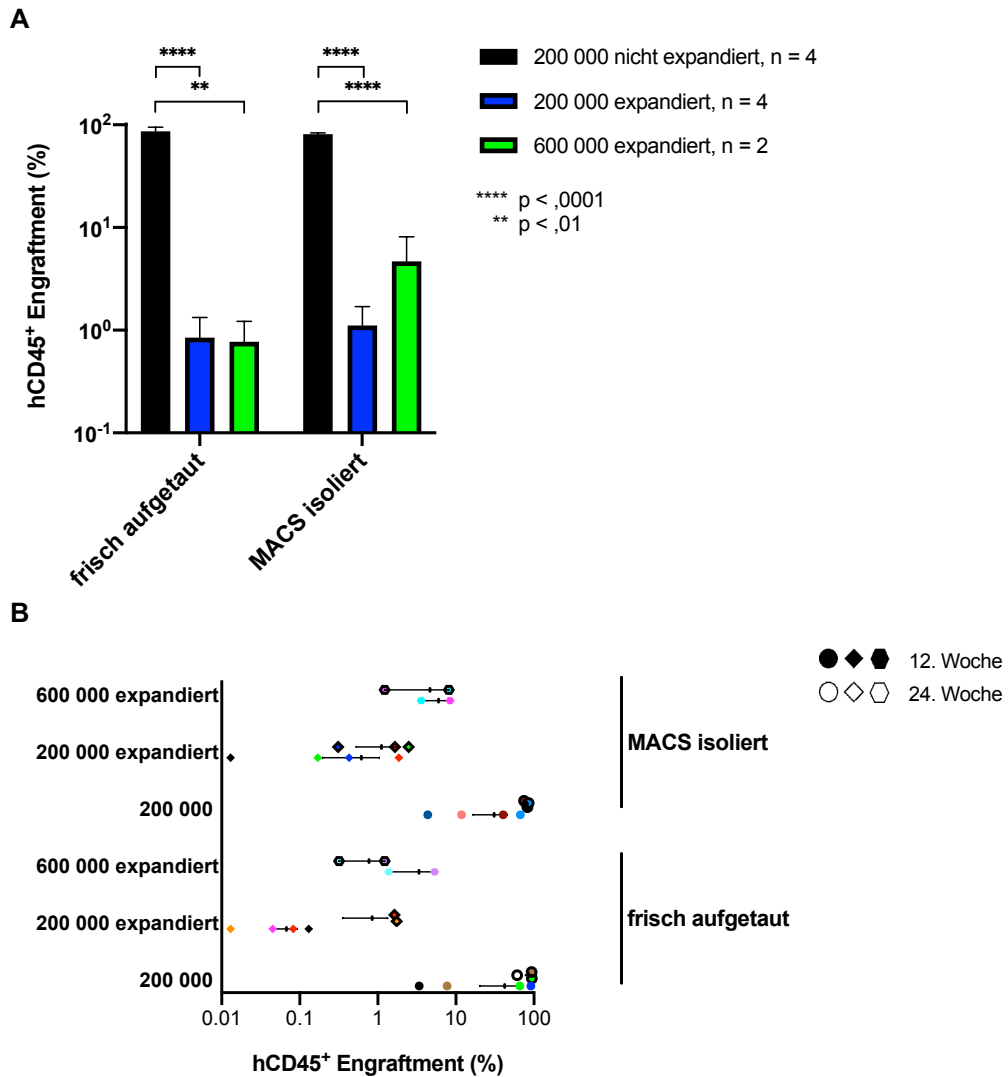 A
**** **** 
** ****
200 000 nicht expandiert, n = 4
200 000 expandiert, n = 4
600 000 expandiert, n = 2
**** p < ,0001
** p < ,01
hCD45⁺ Engraftment (%)
10²
10¹
10⁰
10⁻¹
frisch aufgetaut
MACS isoliert
B
12. Woche
24. Woche
600 000 expandiert
200 000 expandiert
200 000
MACS isoliert
600 000 expandiert
200 000 expandiert
200 000
frisch aufgetaut
0.01 0.1 1 10 100
hCD45⁺ Engraftment (%)